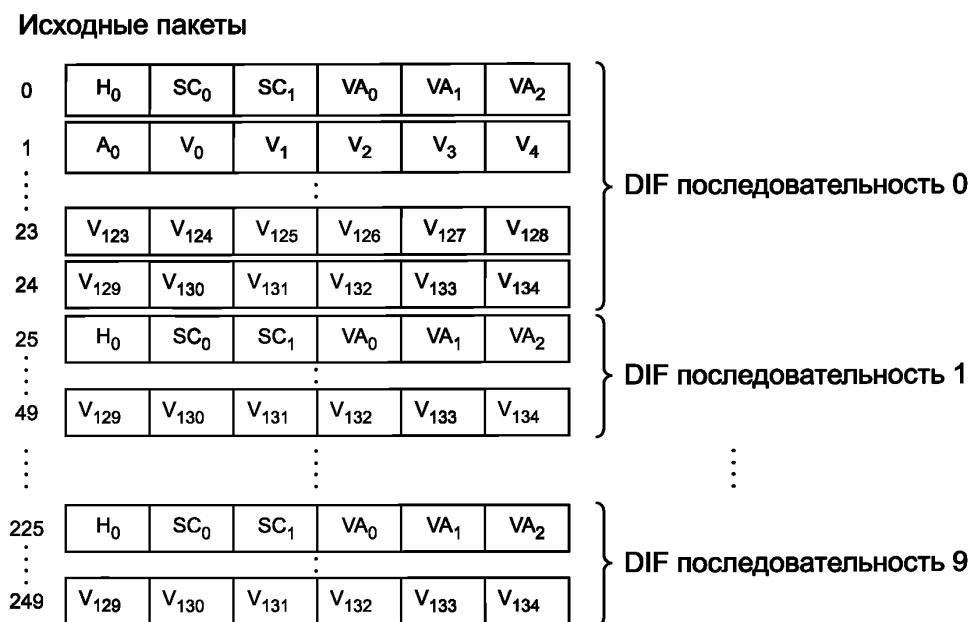 Исходные пакеты
0 H₀ SC₀ SC₁ VA₀ VA₁ VA₂
1 A₀ V₀ V₁ V₂ V₃ V₄
DIF последовательность 0
23 V₁₂₃ V₁₂₄ V₁₂₅ V₁₂₆ V₁₂₇ V₁₂₈
24 V₁₂₉ V₁₃₀ V₁₃₁ V₁₃₂ V₁₃₃ V₁₃₄
25 H₀ SC₀ SC₁ VA₀ VA₁ VA₂
DIF последовательность 1
49 V₁₂₉ V₁₃₀ V₁₃₁ V₁₃₂ V₁₃₃ V₁₃₄
225 H₀ SC₀ SC₁ VA₀ VA₁ VA₂
DIF последовательность 9
249 V₁₂₉ V₁₃₀ V₁₃₁ V₁₃₂ V₁₃₃ V₁₃₄